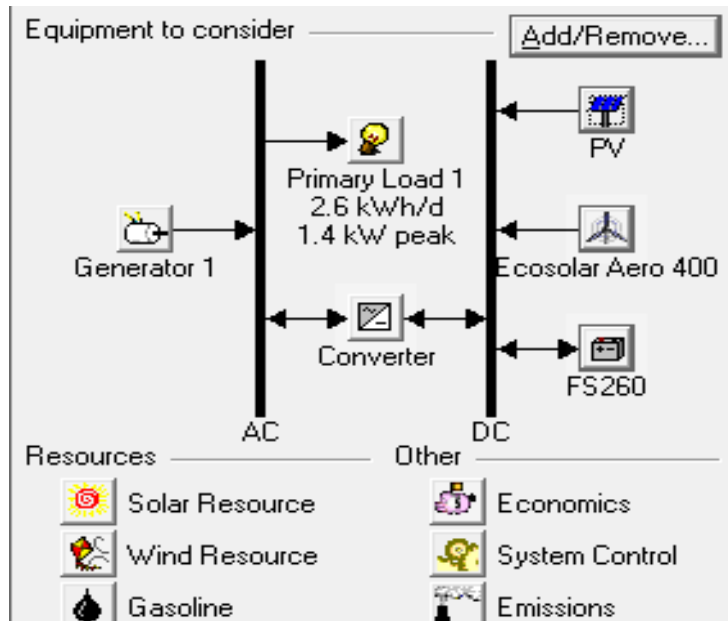 Equipment to consider
Add/Remove...
Primary Load 1
2.6 kWh/d
1.4 kW peak
PV
Generator 1
Ecosolar Aero 400
Converter
FS260
AC
DC
Resources
Other
Solar Resource
Economics
Wind Resource
System Control
Gasoline
Emissions